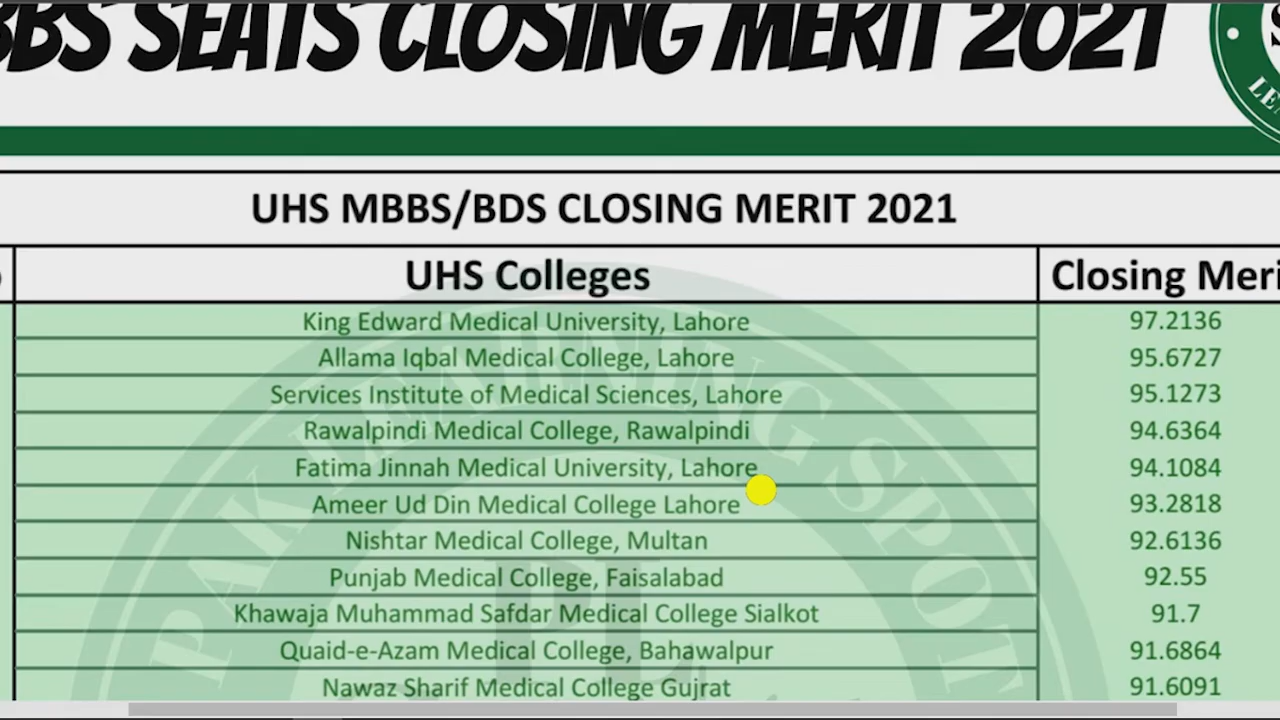 BBS SEATS CLOSING MERIT 2021
UHS MBBS/BDS CLOSING MERIT 2021
UHS Colleges Closing Meri
King Edward Medical University, Lahore 97.2136
Allama Iqbal Medical College, Lahore 95.6727
Services Institute of Medical Sciences, Lahore 95.1273
Rawalpindi Medical College, Rawalpindi 94.6364
Fatima Jinnah Medical University, Lahore 94.1084
Ameer Ud Din Medical College Lahore 93.2818
Nishtar Medical College, Multan 92.6136
Punjab Medical College, Faisalabad 92.55
Khawaja Muhammad Safdar Medical College Sialkot 91.7
Quaid-e-Azam Medical College, Bahawalpur 91.6864
Nawaz Sharif Medical College Gujrat 91.6091
PAK LEARNING SPOT